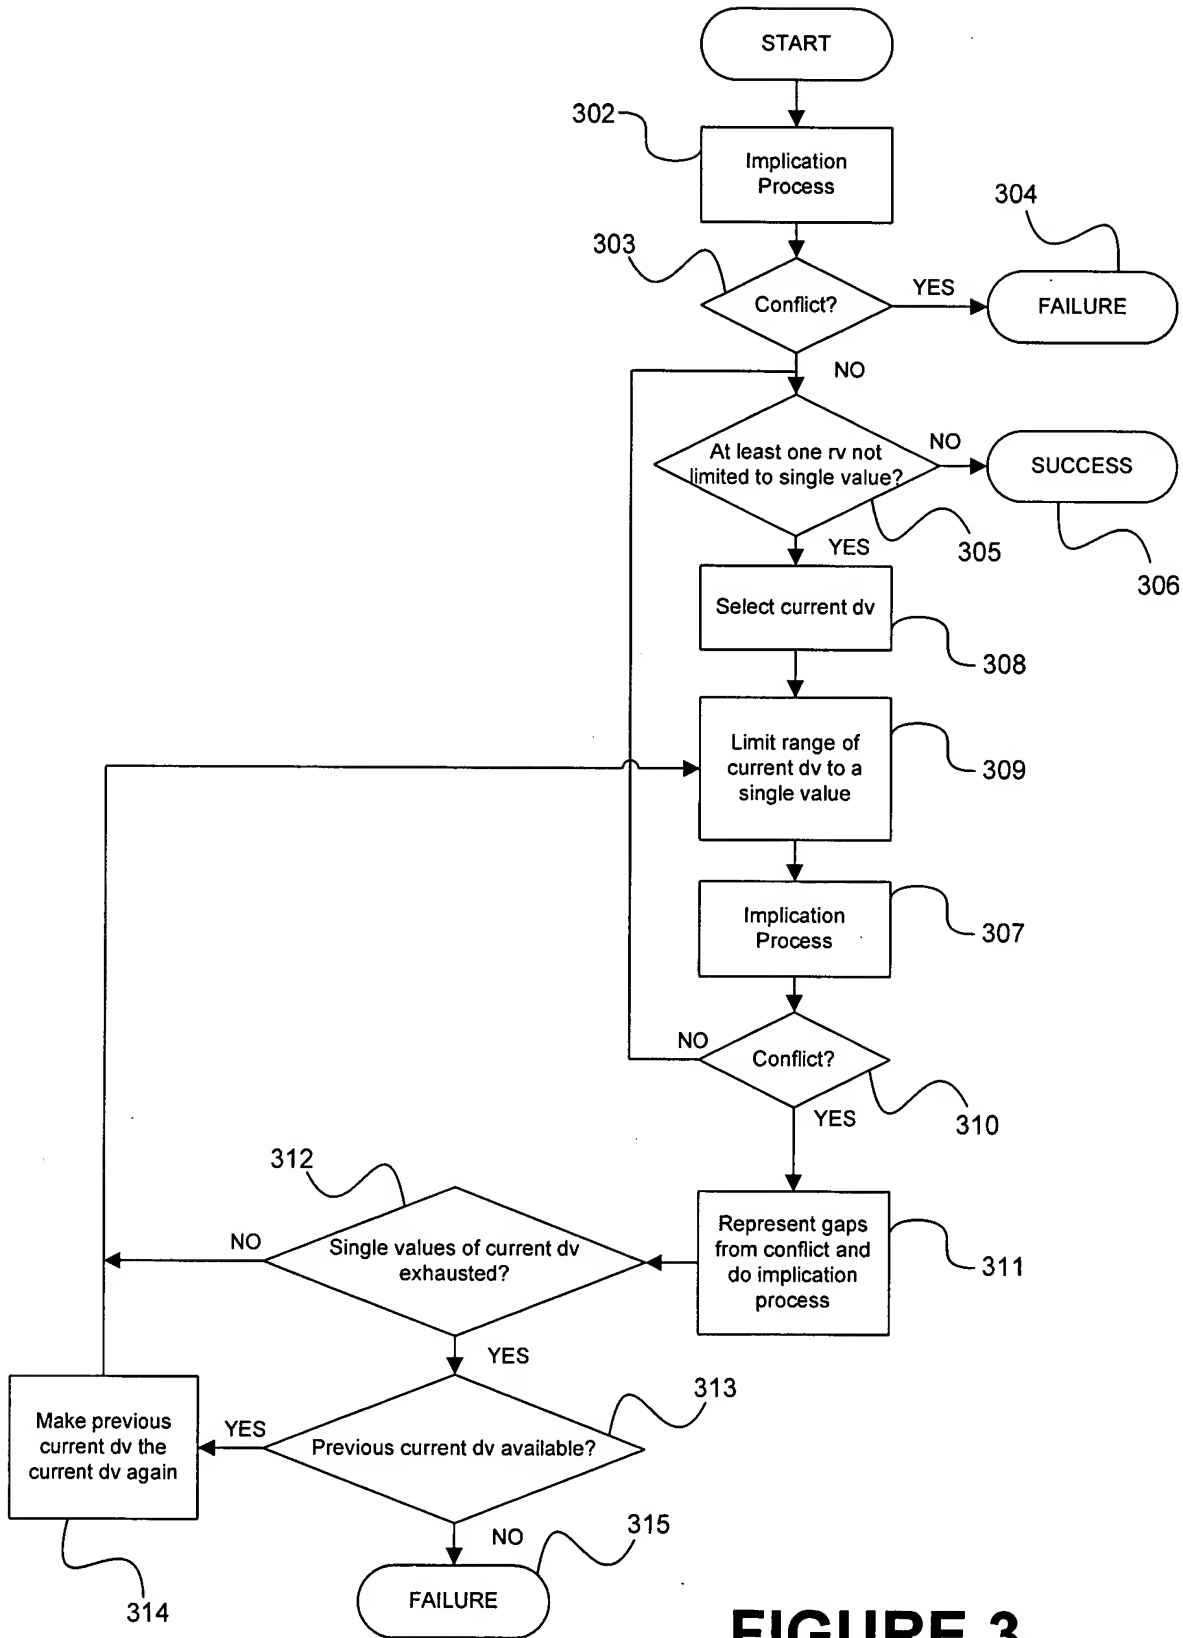 START
302
Implication
Process
304
303
Conflict?
YES
FAILURE
NO
At least one rv not
limited to single value?
NO
SUCCESS
YES
305
306
Select current dv
308
Limit range of
current dv to a
single value
309
Implication
Process
307
NO
Conflict?
YES
310
312
NO
Single values of current dv
exhausted?
Represent gaps
from conflict and
do implication
process
311
YES
313
Make previous
current dv the
current dv again
YES
Previous current dv available?
NO
315
314
FAILURE
FIGURE 3